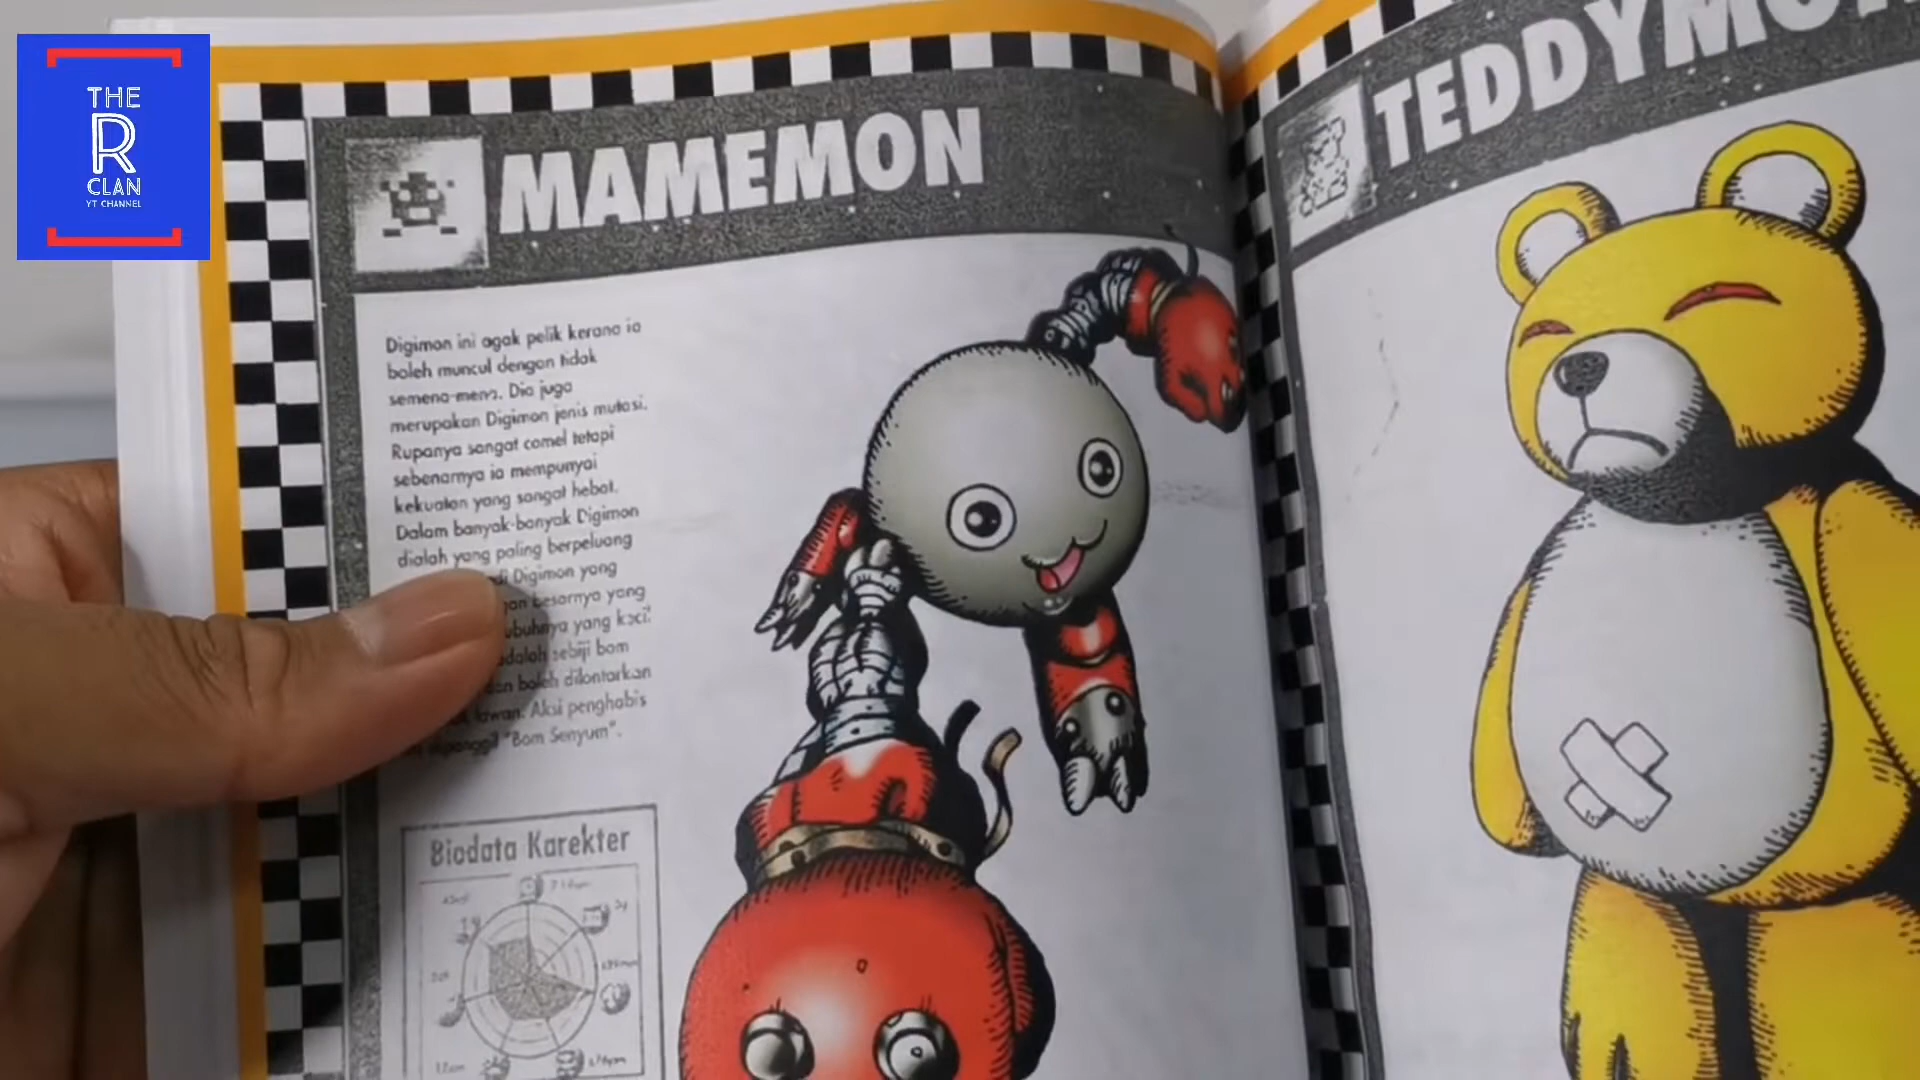 THE
R
CLAN
YT CHANNEL
MAMEMON
Digimon ini agak pelik kerana ia
boleh muncul dengan tidak
semena-mena. Dia juga
merupakan Digimon jenis mutasi.
Rupanya sangat comel tetapi
sebenarnya ia mempunyai
kekuatan yang sangat hebat.
Dalam banyak-banyak Digimon
dialah yang paling berpeluang
Digimon yang
besarnya yang
yang kecil.
sebiji bom
boleh dilontarkan
lawan. Aksi penghabis
"Bom Senyum".
Biodata Karekter
TEDDYMON